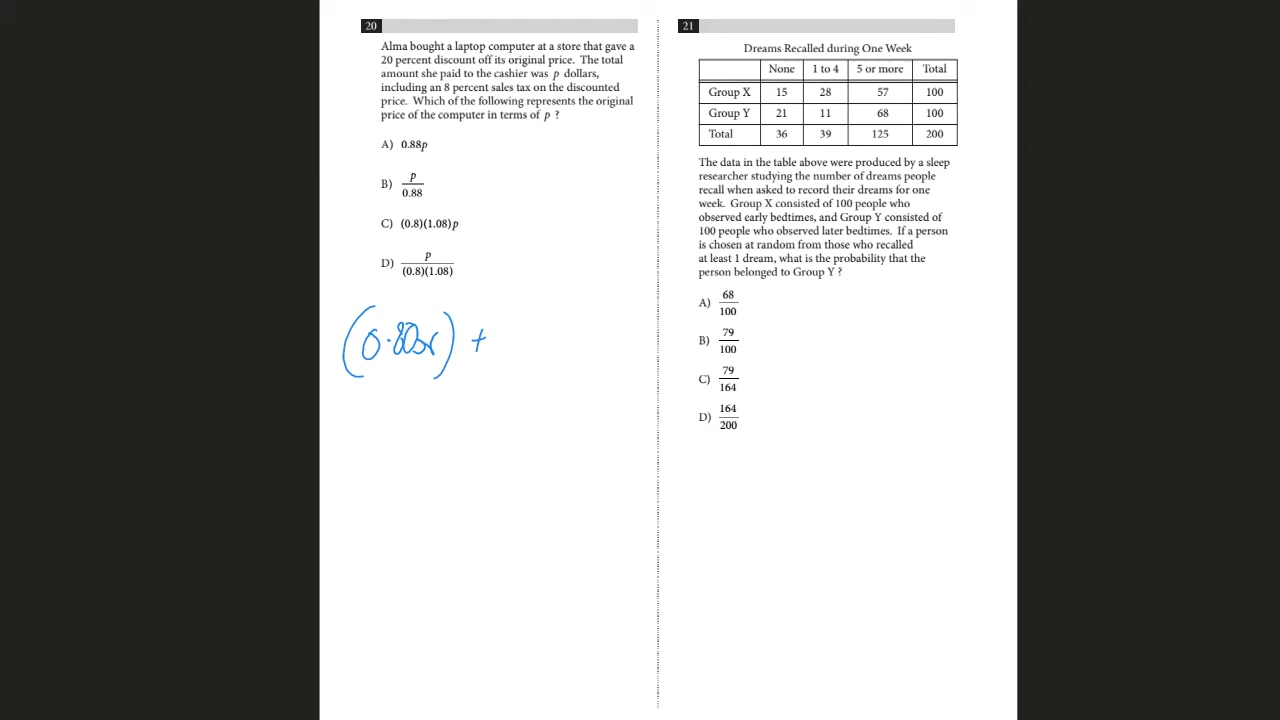 20
Alma bought a laptop computer at a store that gave a
20 percent discount off its original price. The total
amount she paid to the cashier was p dollars,
including an 8 percent sales tax on the discounted
price. Which of the following represents the original
price of the computer in terms of p ?
A) 0.88p
B) p
0.88
C) (0.8)(1.08)p
D) p
(0.8)(1.08)
21
Dreams Recalled during One Week
None 1 to 4 5 or more Total
Group X 15 28 57 100
Group Y 21 11 68 100
Total 36 39 125 200
The data in the table above were produced by a sleep
researcher studying the number of dreams people
recall when asked to record their dreams for one
week. Group X consisted of 100 people who
observed early bedtimes, and Group Y consisted of
100 people who observed later bedtimes. If a person
is chosen at random from those who recalled
at least 1 dream, what is the probability that the
person belonged to Group Y ?
A) 68
100
B) 79
100
C) 79
164
D) 164
200